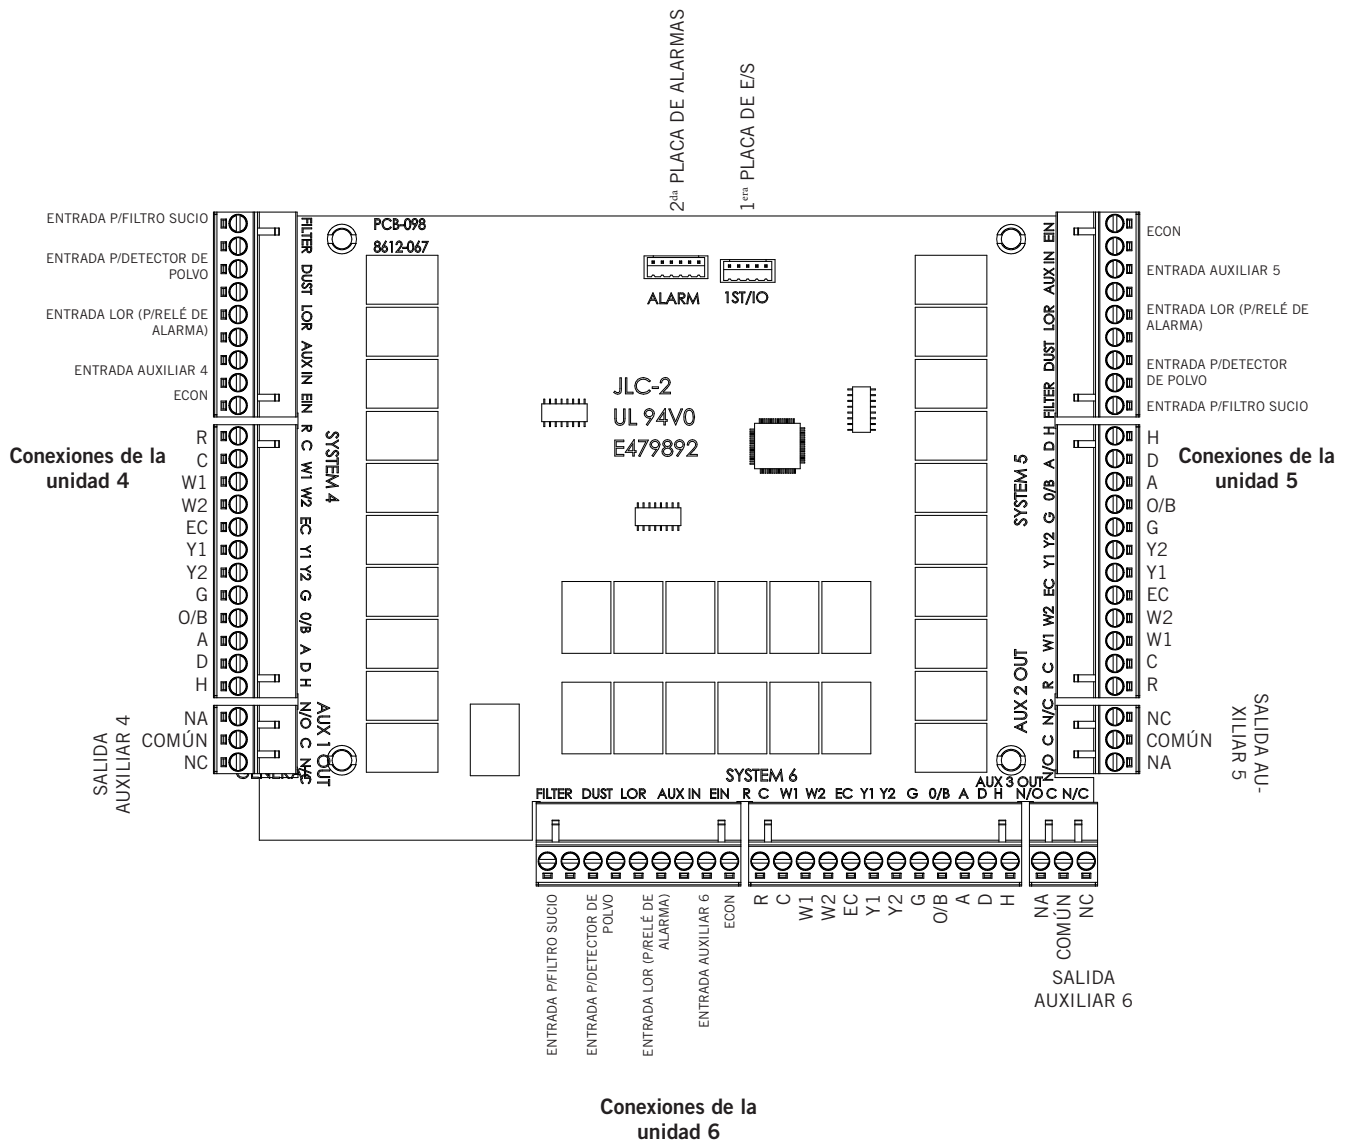 2da PLACA DE ALARMAS
1era PLACA DE E/S
PCB-098
8612-067
ALARM
1ST/IO
JLC-2
UL 94V0
E479892
ENTRADA P/FILTRO SUCIO
ENTRADA P/DETECTOR DE
POLVO
ENTRADA LOR (P/RELÉ DE
ALARMA)
ENTRADA AUXILIAR 4
ECON
FILTER DUST LOR AUX IN EIN
Conexiones de la
unidad 4
R
C
W1
W2
EC
Y1
Y2
G
O/B
A
D
H
R C W1 W2 EC Y1 Y2 G 0/B A D H
SYSTEM 4
SALIDA
AUXILIAR 4
NA
COMÚN
NC
N/O C N/C
AUX 1 OUT
ECON
ENTRADA AUXILIAR 5
ENTRADA LOR (P/RELÉ DE
ALARMA)
ENTRADA P/DETECTOR
DE POLVO
ENTRADA P/FILTRO SUCIO
FILTER DUST LOR AUX IN EIN
Conexiones de la
unidad 5
H
D
A
O/B
G
Y2
Y1
EC
W2
W1
C
R
R C W1 W2 EC Y1 Y2 G 0/B A D H
SYSTEM 5
NC
COMÚN
NA
SALIDA AU-
XILIAR 5
N/O C N/C
AUX 2 OUT
SYSTEM 6
AUX 3 OUT
FILTER DUST LOR AUX IN EIN R C W1 W2 EC Y1 Y2 G 0/B A D H N/O C N/C
ENTRADA P/FILTRO SUCIO
ENTRADA P/DETECTOR DE
POLVO
ENTRADA LOR (P/RELÉ DE
ALARMA)
ENTRADA AUXILIAR 6
ECON
R
C
W1
W2
EC
Y1
Y2
G
O/B
A
D
H
NA
COMÚN
NC
SALIDA
AUXILIAR 6
Conexiones de la
unidad 6